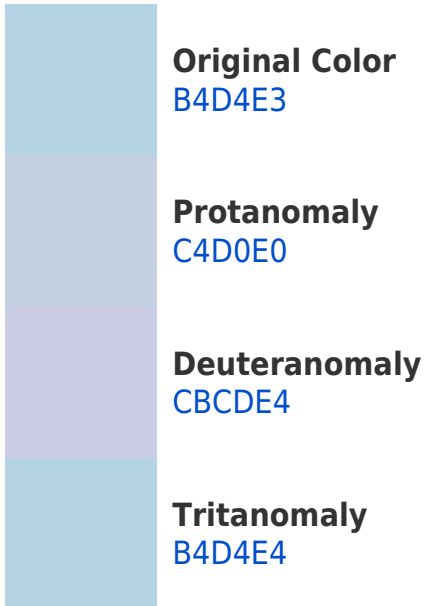 Original Color
B4D4E3
Protanomaly
C4D0E0
Deuteranomaly
CBCDE4
Tritanomaly
B4D4E4